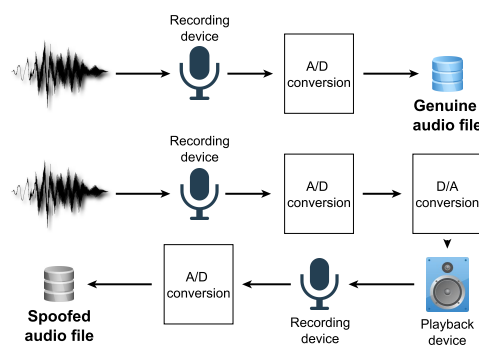 Recording
device
A/D
conversion
Genuine
audio file
Recording
device
A/D
conversion
D/A
conversion
A/D
conversion
Spoofed
audio file
Recording
device
Playback
device